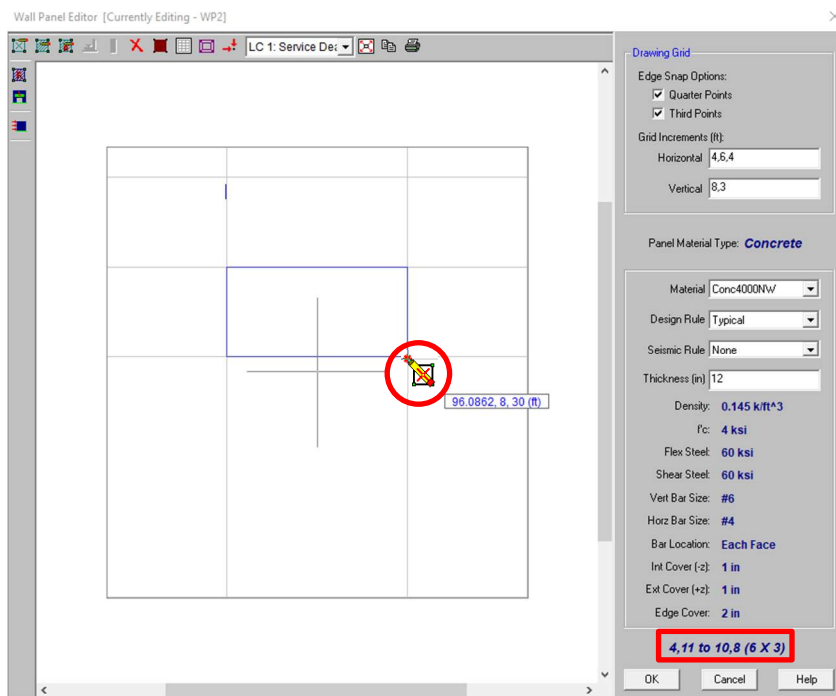 Wall Panel Editor [Currently Editing - WP2]
LC 1: Service Dea
Drawing Grid
Edge Snap Options:
Quarter Points
Third Points
Grid Increments (ft):
Horizontal 4,6,4
Vertical 8,3
Panel Material Type: Concrete
Material Conc4000NW
Design Rule Typical
Seismic Rule None
Thickness (in) 12
96.0862, 8, 30 (ft)
Density: 0.145 k/ft^3
f'c: 4 ksi
Flex Steel: 60 ksi
Shear Steel: 60 ksi
Vert Bar Size: #6
Horz Bar Size: #4
Bar Location: Each Face
Int Cover (-z): 1 in
Ext Cover (+z): 1 in
Edge Cover: 2 in
4,11 to 10,8 (6 X 3)
OK Cancel Help